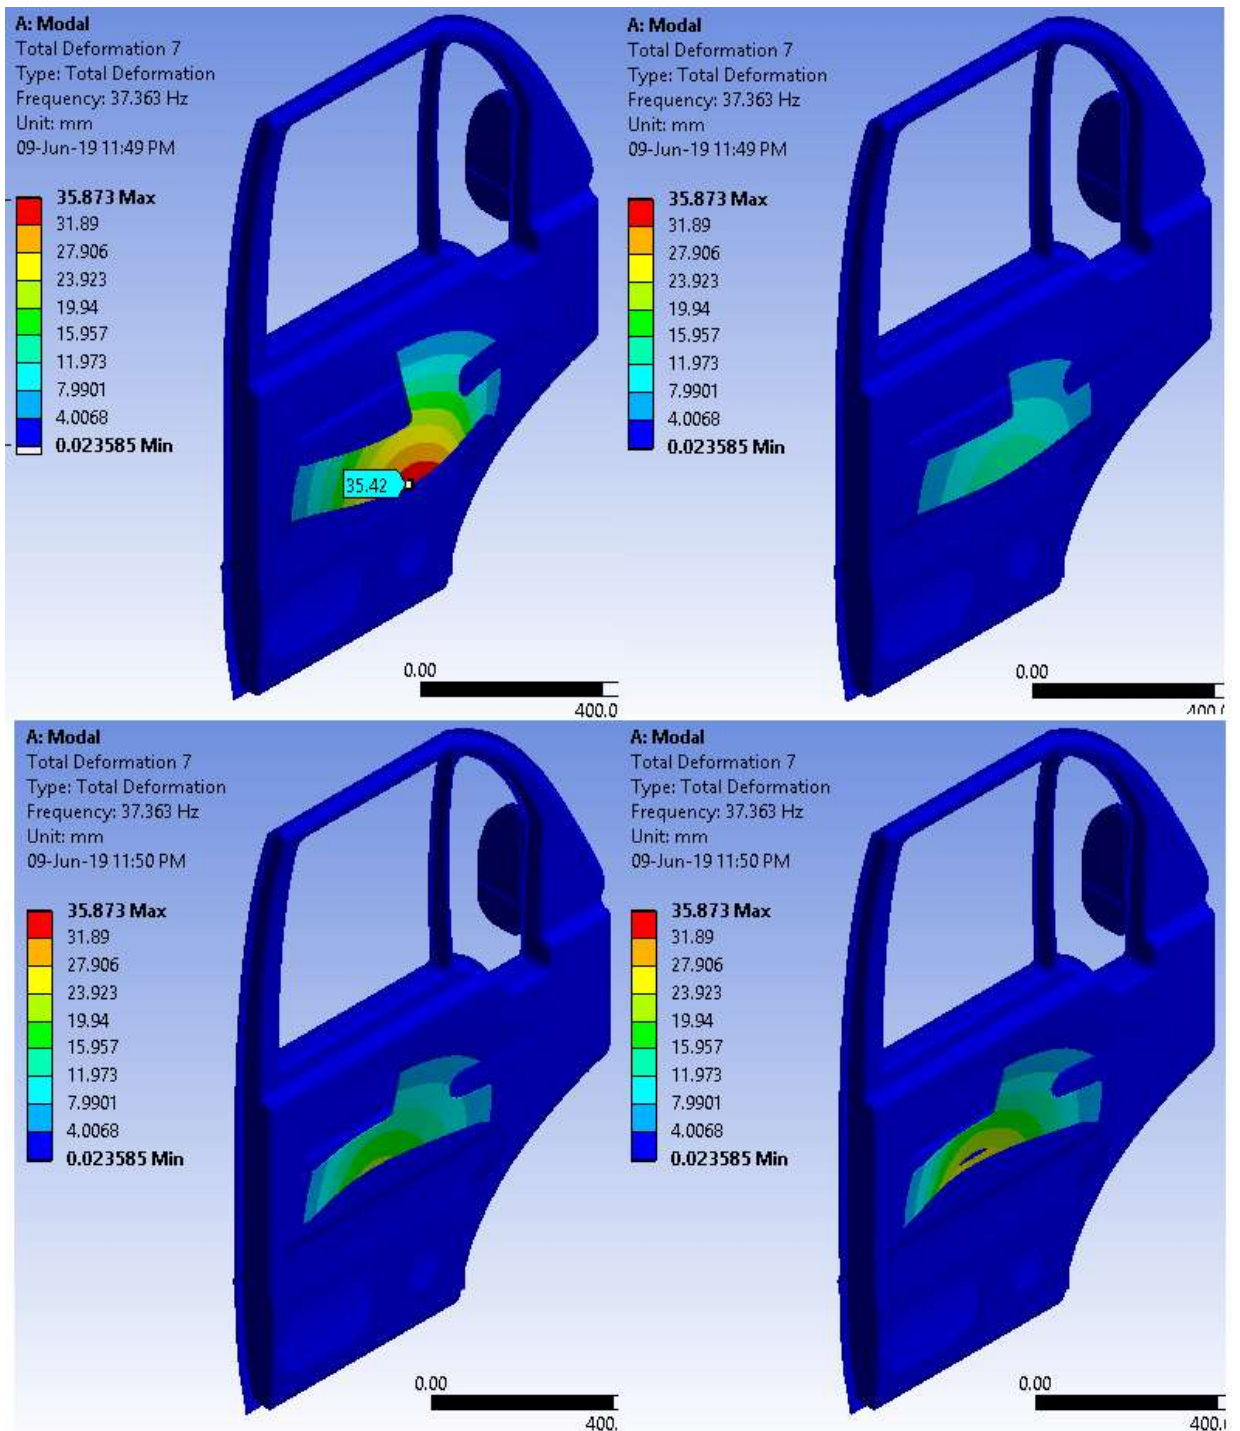 A: Modal
Total Deformation 7
Type: Total Deformation
Frequency: 37.363 Hz
Unit: mm
09-Jun-19 11:49 PM
35.873 Max
31.89
27.906
23.923
19.94
15.957
11.973
7.9901
4.0068
0.023585 Min
35.42
0.00
400.0
A: Modal
Total Deformation 7
Type: Total Deformation
Frequency: 37.363 Hz
Unit: mm
09-Jun-19 11:49 PM
35.873 Max
31.89
27.906
23.923
19.94
15.957
11.973
7.9901
4.0068
0.023585 Min
0.00
A: Modal
Total Deformation 7
Type: Total Deformation
Frequency: 37.363 Hz
Unit: mm
09-Jun-19 11:50 PM
35.873 Max
31.89
27.906
23.923
19.94
15.957
11.973
7.9901
4.0068
0.023585 Min
0.00
400.
A: Modal
Total Deformation 7
Type: Total Deformation
Frequency: 37.363 Hz
Unit: mm
09-Jun-19 11:50 PM
35.873 Max
31.89
27.906
23.923
19.94
15.957
11.973
7.9901
4.0068
0.023585 Min
0.00
400.